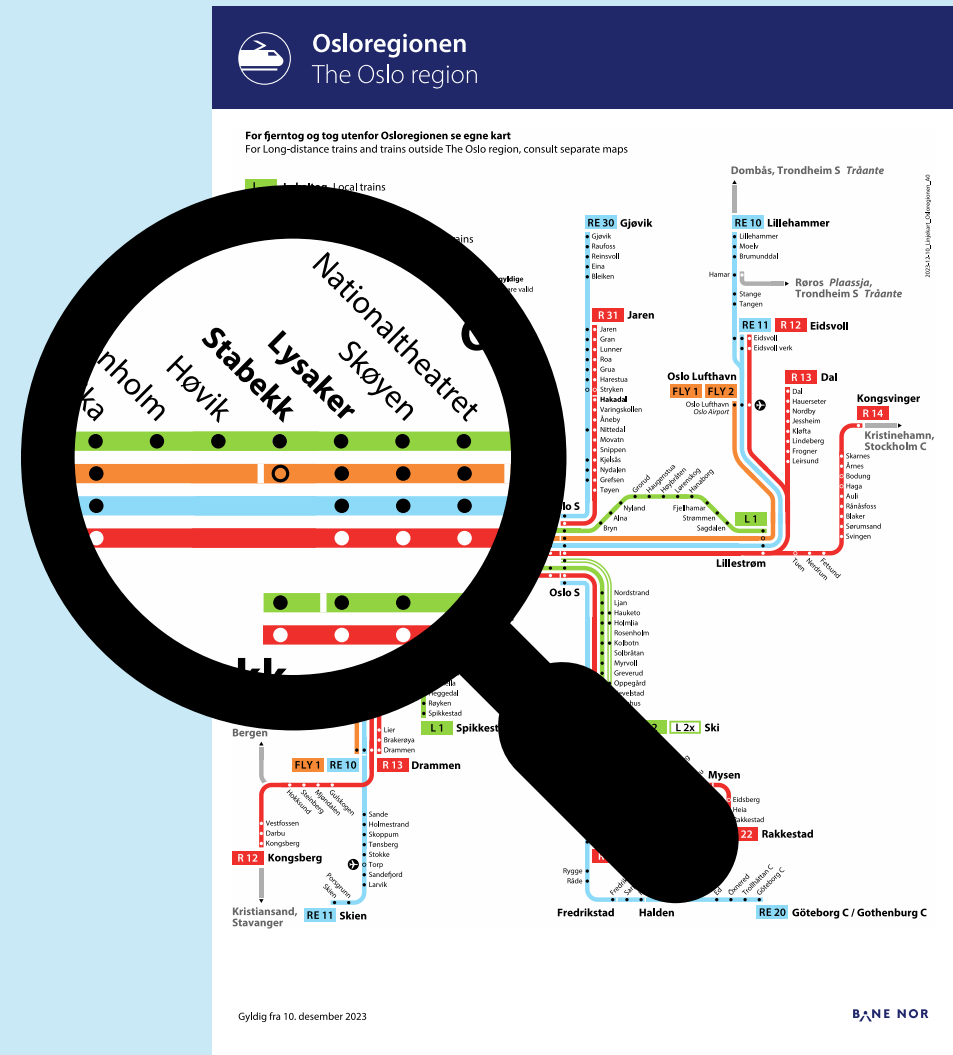 Osloregionen
The Oslo region
For fjerntog og tog utenfor Osloregionen se egne kart
For Long-distance trains and trains outside The Oslo region, consult separate maps
Local trains
Dombås, Trondheim S Tråante
RE 30 Gjøvik
Gjøvik
Raufoss
Reinsvoll
Eina
Bleiken
RE 10 Lillehammer
Lillehammer
Moelv
Brumunddal
Hamar
Røros Plaassja,
Trondheim S Tråante
Stange
Tangen
R 31 Jaren
Jaren
Gran
Lunner
Roa
Grua
Harestua
Stryken
Hakadal
Varingskollen
Åneby
Nittedal
Movatn
Snippen
Kjelsås
Nydalen
Grefsen
Tøyen
RE 11 R 12 Eidsvoll
Eidsvoll
Eidsvoll verk
Oslo Lufthavn
FLY 1 FLY 2
Oslo Lufthavn
Oslo Airport
R 13 Dal
Dal
Hauerseter
Nordby
Jessheim
Kløfta
Lindeberg
Frogner
Leirsund
Kongsvinger
R 14
Kristinehamn,
Stockholm C
Skarnes
Årnes
Bodung
Haga
Auli
Rånåsfoss
Blaker
Sørumsand
Svingen
2023-12-10_Linjekart_Osloregionen_A0
Nationaltheatret
Skøyen
Lysaker
Stabekk
Høvik
Grorud
Haugenstua
Høybråten
Lørenskog
Hanaborg
Nyland
Alna
Bryn
Fjellhamar
Strømmen
Sagdalen
L 1
Lillestrøm
Tuen
Nerdrum
Fetsund
Oslo S
Nordstrand
Ljan
Hauketo
Holmlia
Rosenholm
Kolbotn
Solbråtan
Myrvoll
Greverud
Oppegård
Heggedal
Røyken
Spikkestad
L 1
L 2x Ski
Bergen
Lier
Brakerøya
Drammen
FLY 1 RE 10
R 13 Drammen
Hokksund
Steinberg
Mjøndalen
Gulskogen
Vestfossen
Darbu
Kongsberg
R 12 Kongsberg
Kristiansand,
Stavanger
Sande
Holmestrand
Skoppum
Tønsberg
Stokke
Torp
Sandefjord
Larvik
Porsgrunn
Skien
RE 11 Skien
Mysen
Eidsberg
Heia
Rakkestad
22 Rakkestad
Rygge
Råde
Ed
Öxnered
Trollhättan C
Göteborg C
Fredrikstad
Halden
RE 20 Göteborg C / Gothenburg C
Gyldig fra 10. desember 2023
BANE NOR